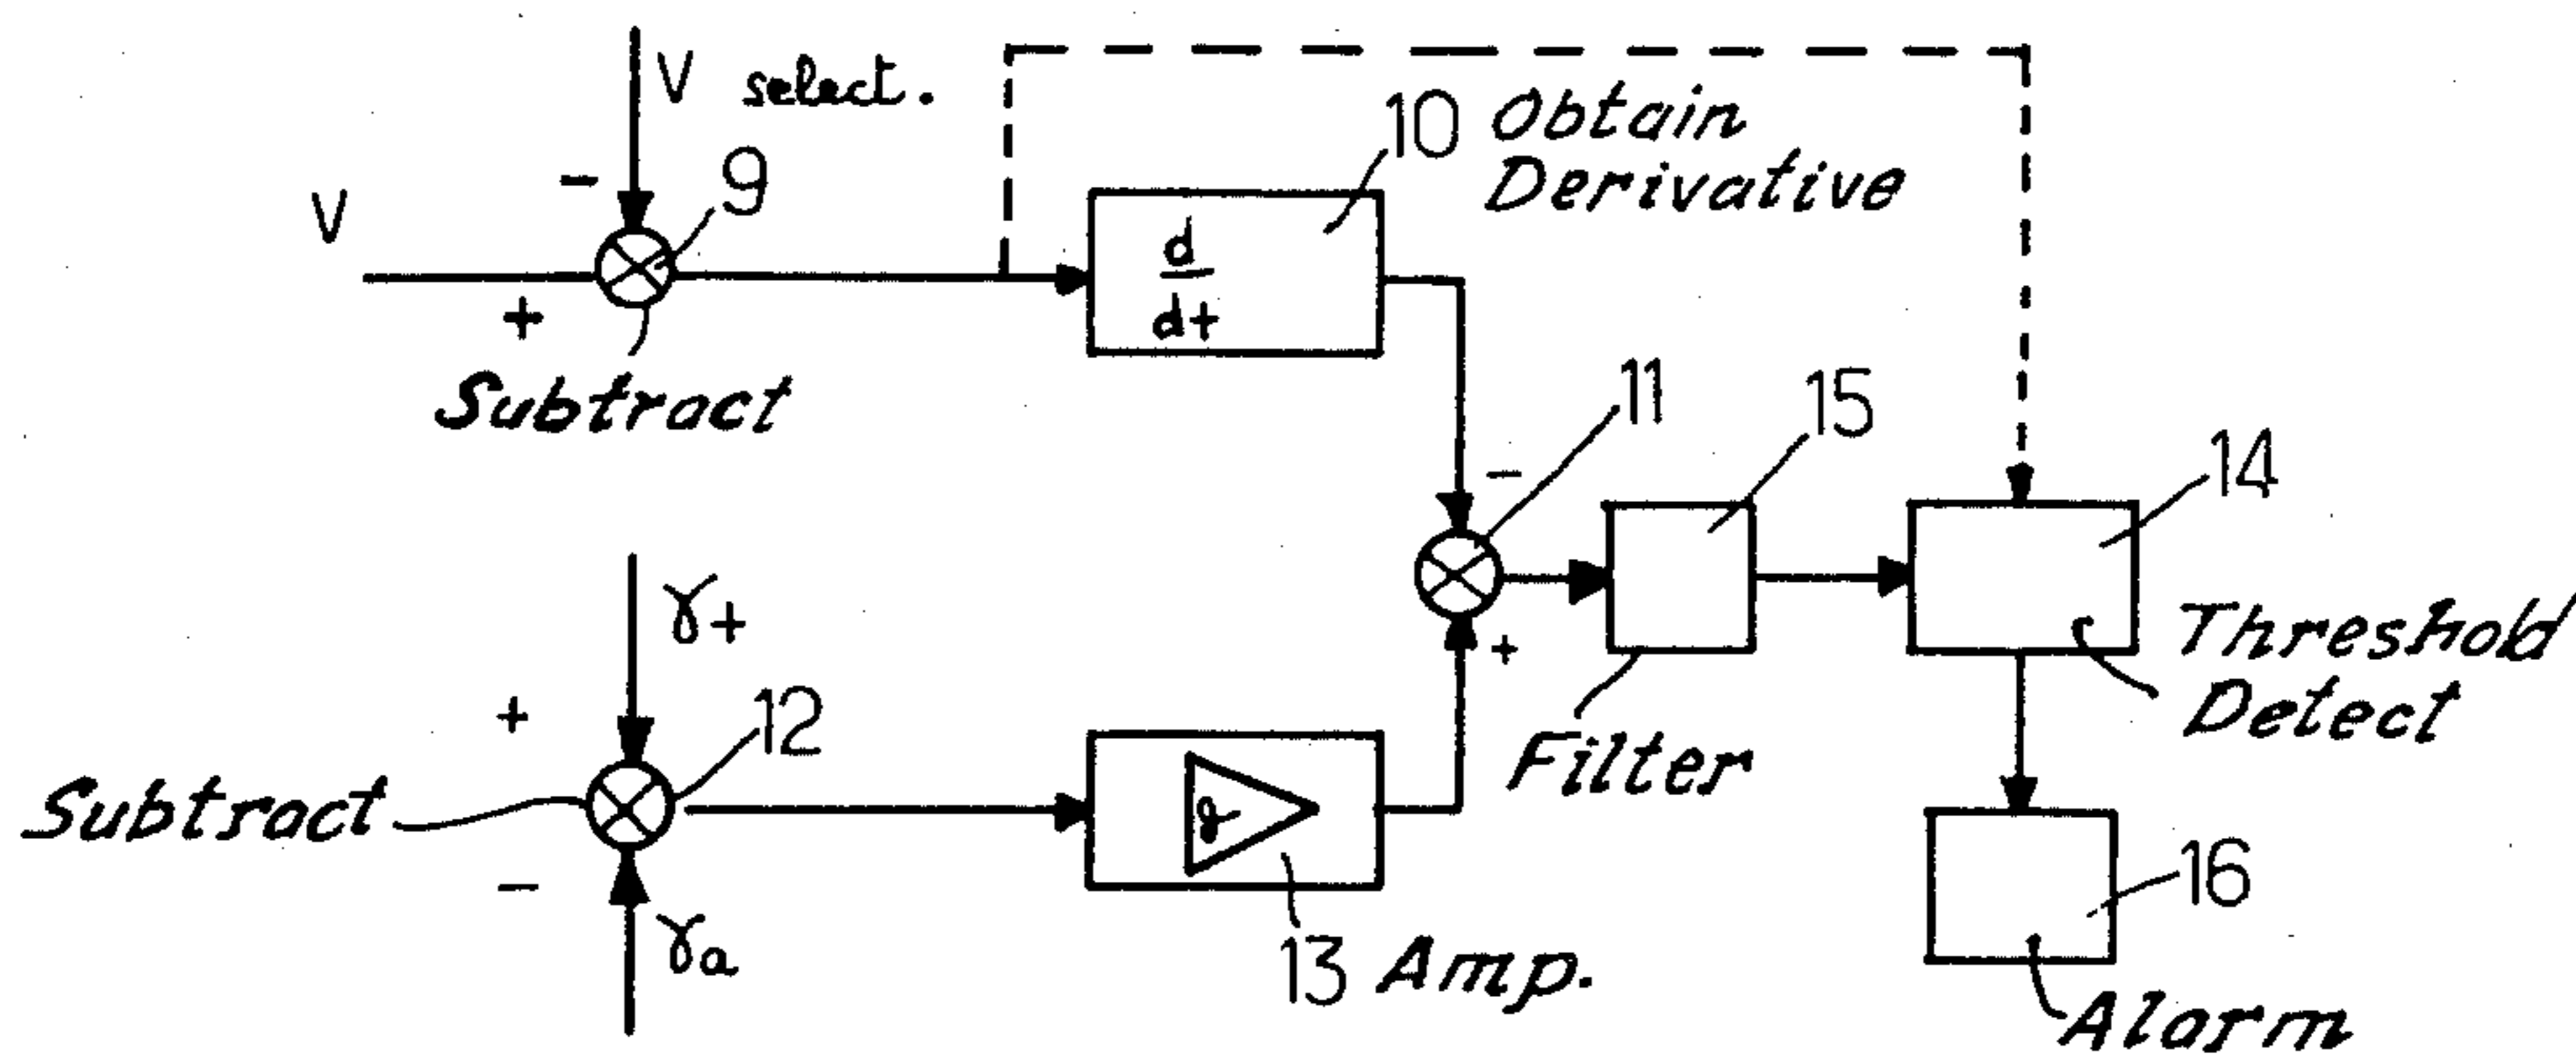 V select.
9
V
-
+
Subtract
10 Obtain
Derivative
d
dt
11
15
14
-
+
γt
+
12
Subtract
-
γa
g
13 Amp.
Filter
Threshold
Detect
16
Alarm